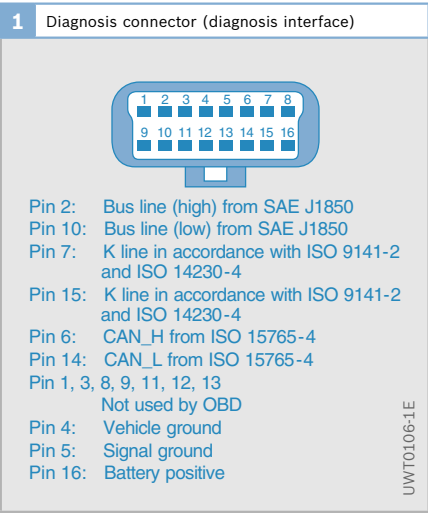 1 Diagnosis connector (diagnosis interface)
1 2 3 4 5 6 7 8
9 10 11 12 13 14 15 16
Pin 2: Bus line (high) from SAE J1850
Pin 10: Bus line (low) from SAE J1850
Pin 7: K line in accordance with ISO 9141-2
and ISO 14230-4
Pin 15: K line in accordance with ISO 9141-2
and ISO 14230-4
Pin 6: CAN_H from ISO 15765-4
Pin 14: CAN_L from ISO 15765-4
Pin 1, 3, 8, 9, 11, 12, 13
Not used by OBD
Pin 4: Vehicle ground
Pin 5: Signal ground
Pin 16: Battery positive
UWT0106-1E